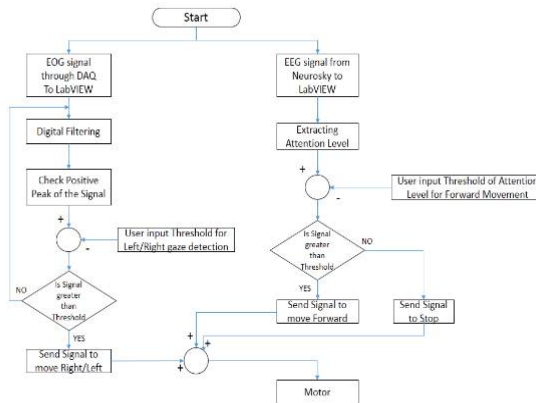 Start
EOG signal
through DAQ
To LabVIEW
EEG signal from
Neurosky to
LabVIEW
Digital Filtering
Extracting
Attention Level
Check Positive
Peak of the Signal
+
-
User input Threshold for
Left/Right gaze detection
+
-
User input Threshold of Attention
Level for Forward Movement
Is Signal
greater
than
Threshold
NO
YES
Is Signal
greater
than
Threshold
NO
YES
Send Signal to
move Forward
Send Signal
to Stop
Send Signal to
move Right/Left
+
+
+
Motor